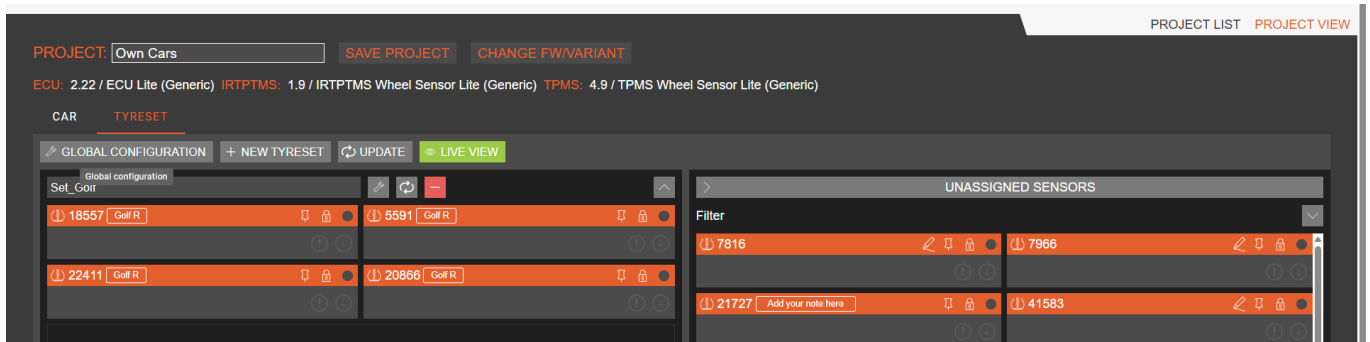 PROJECT LIST PROJECT VIEW
PROJECT: Own Cars SAVE PROJECT CHANGE FW/VARIANT
ECU: 2.22 / ECU Lite (Generic) IRTPTMS: 1.9 / IRTPTMS Wheel Sensor Lite (Generic) TPMS: 4.9 / TPMS Wheel Sensor Lite (Generic)
CAR TYRESET
GLOBAL CONFIGURATION + NEW TYRESET UPDATE LIVE VIEW
Global configuration
Set_Golf
18557 Golf R 5591 Golf R
22411 Golf R 20866 Golf R
UNASSIGNED SENSORS
Filter
7816 7966
21727 Add your note here 41583